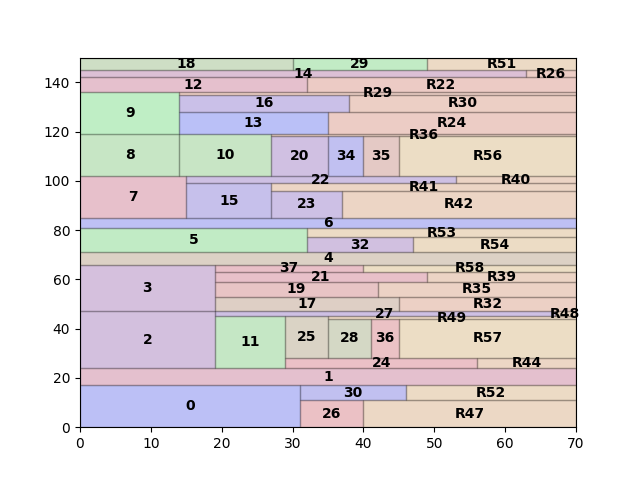 18 29 R51
14 R26
12 R22
R29
16 R30
9
13 R24
R36
8 10 20 34 35 R56
22 R40
R41
7 15 23 R42
6
R53
5 32 R54
4
37 R58
21 R39
3 19 R35
17 R32
27 R48
R49
2 11 25 28 36 R57
24 R44
1
30 R52
0 26 R47
140
120
100
80
60
40
20
0
0 10 20 30 40 50 60 70